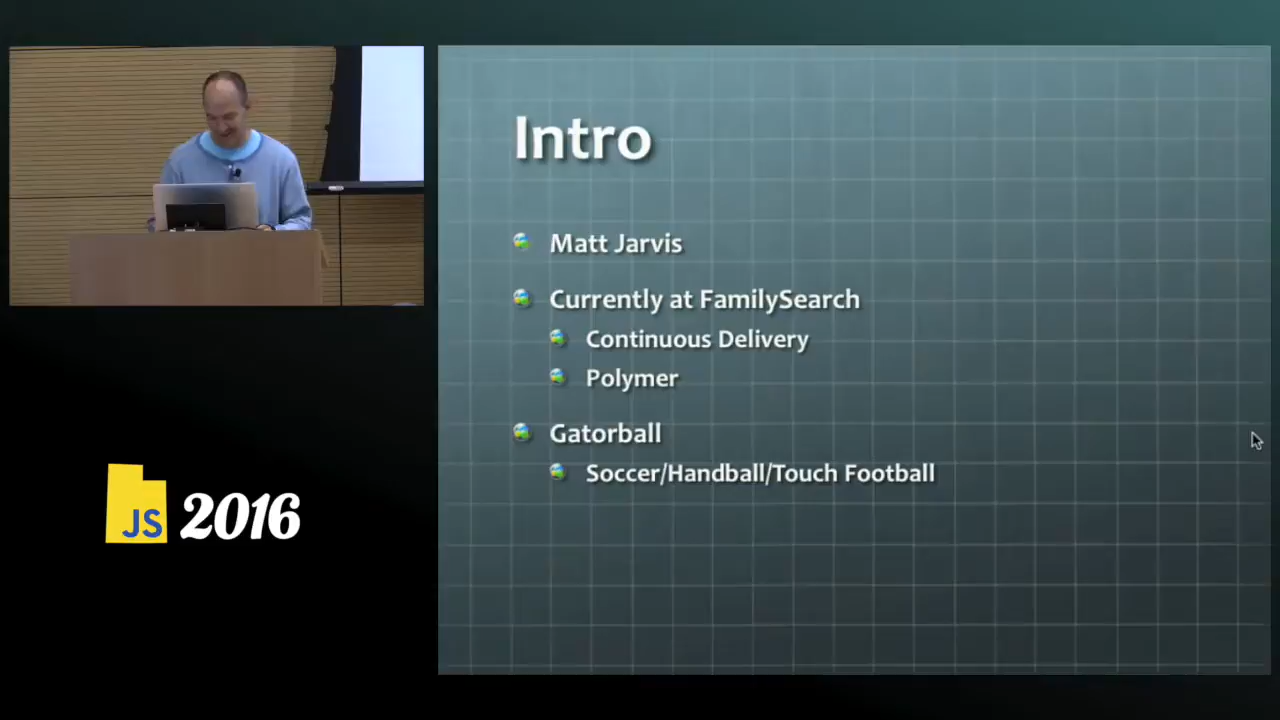 Intro
Matt Jarvis
Currently at FamilySearch
Continuous Delivery
Polymer
Gatorball
Soccer/Handball/Touch Football
JS 2016